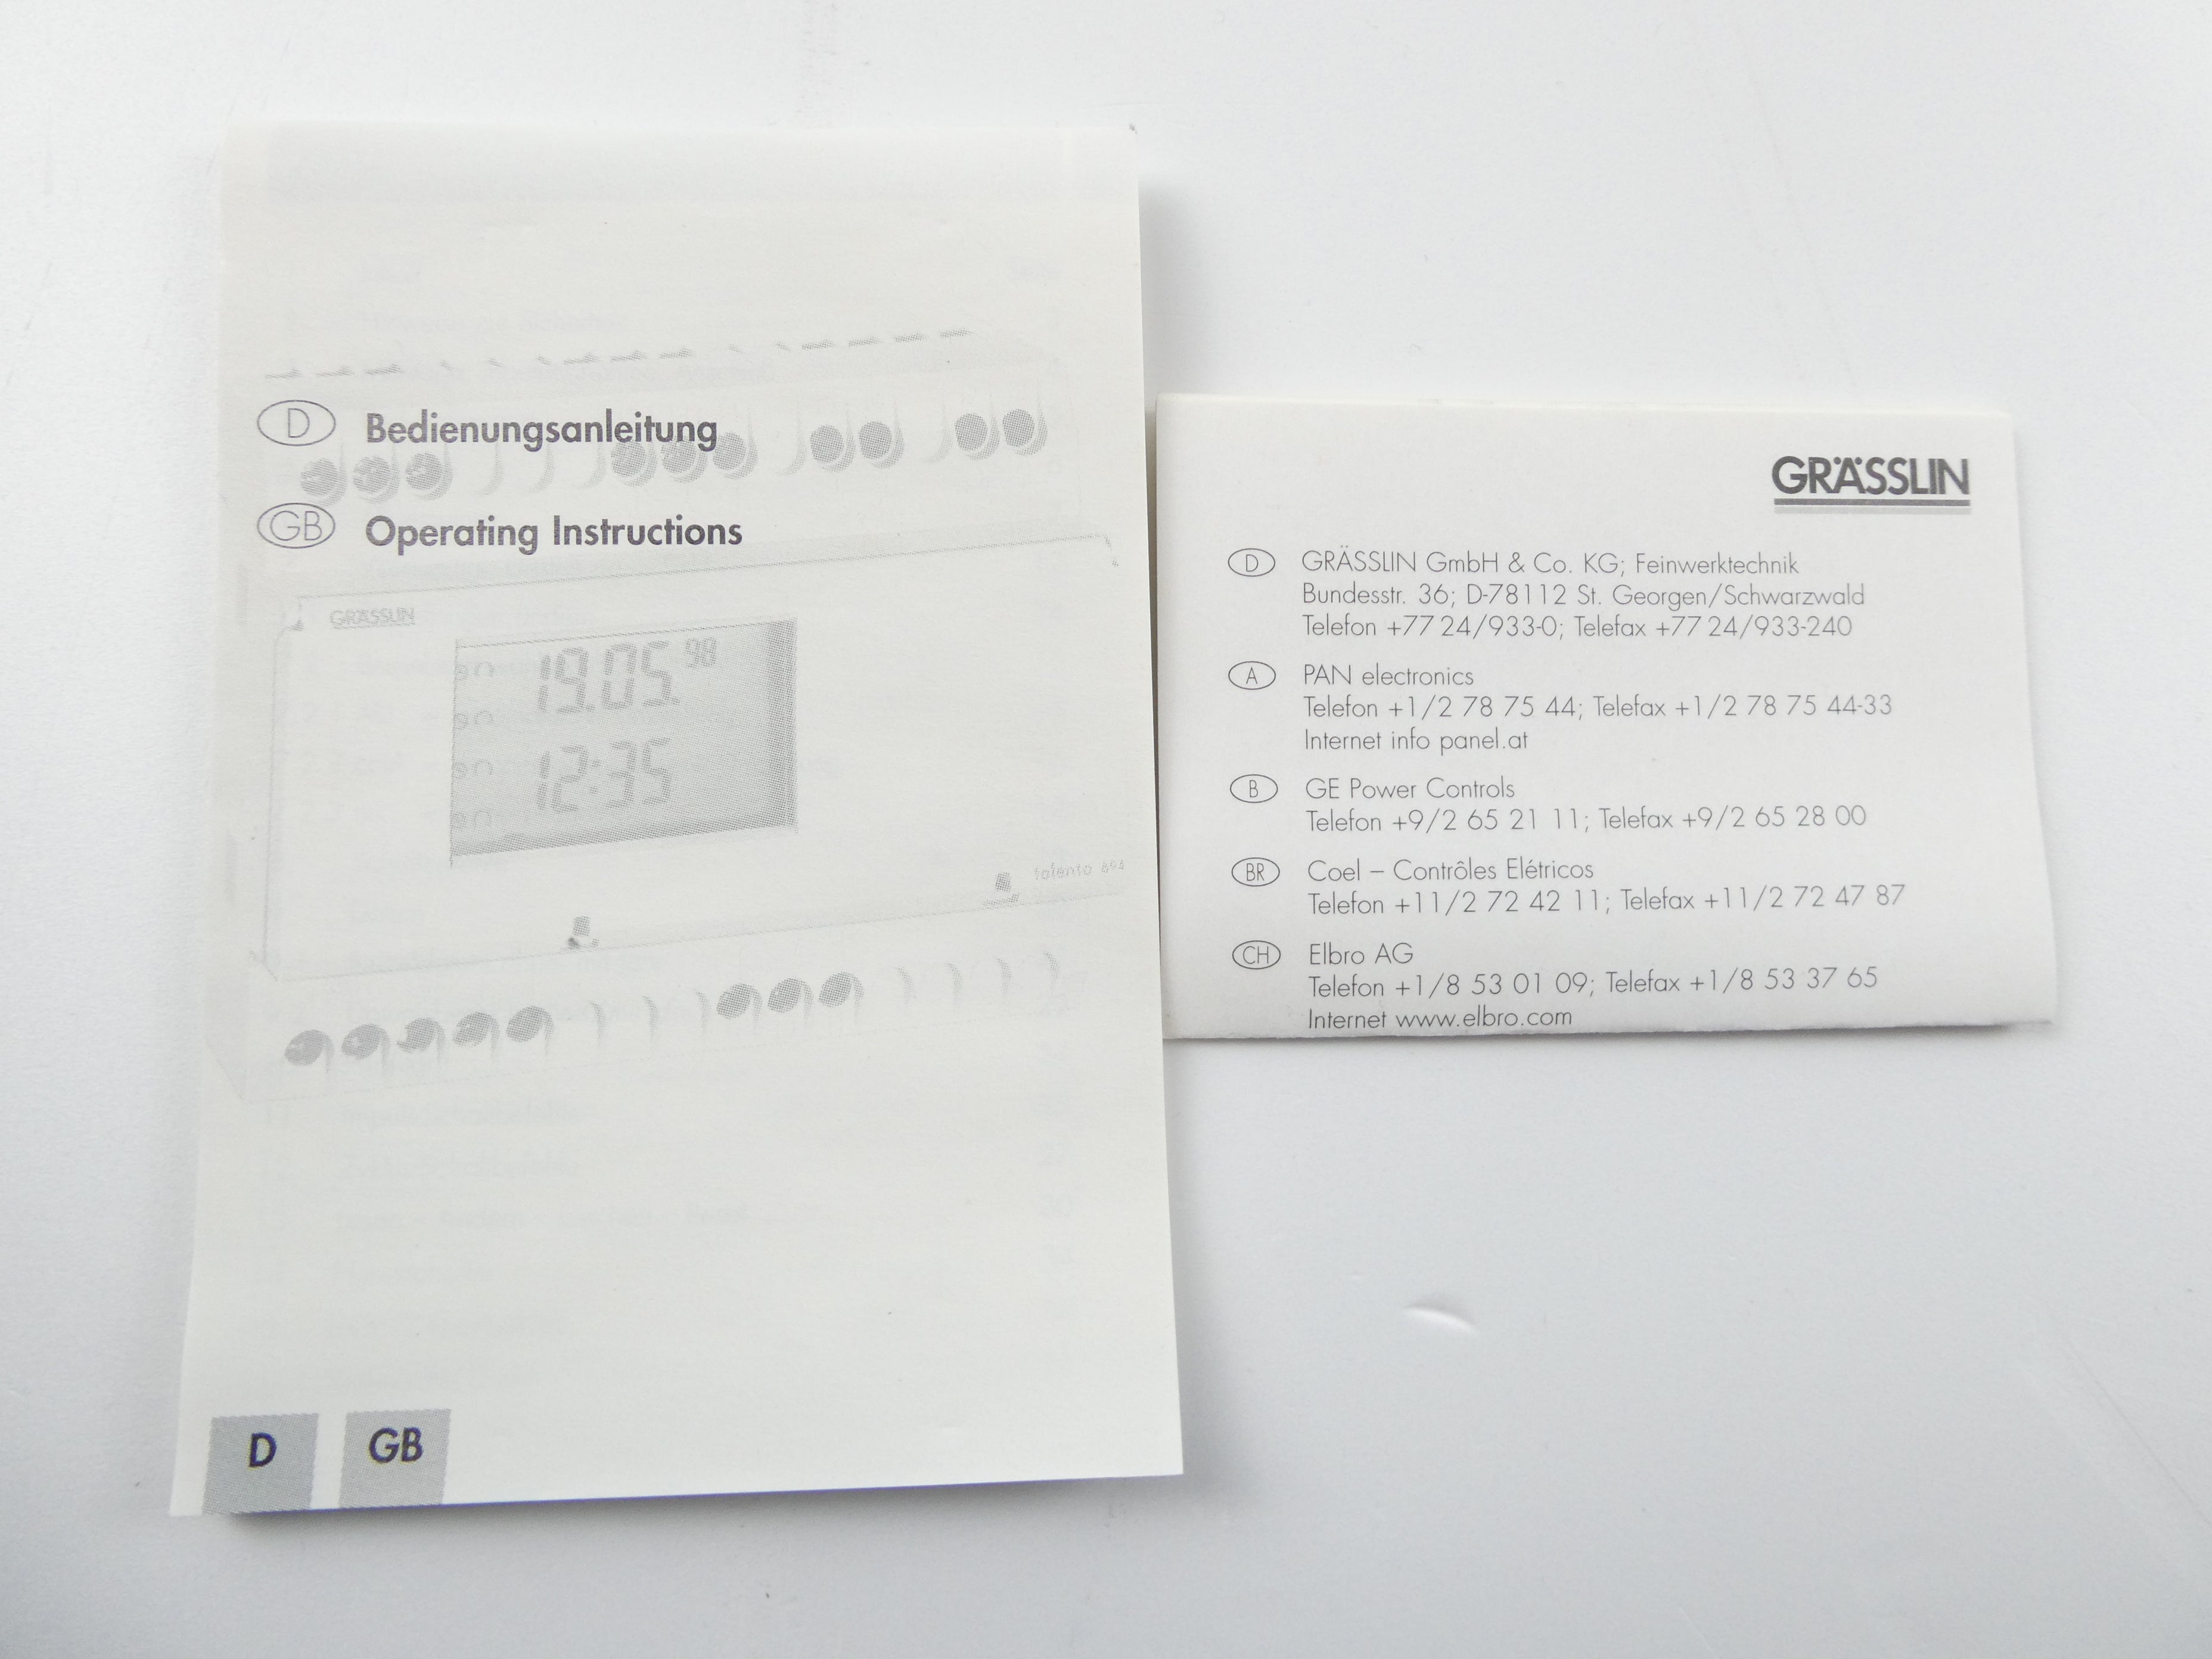 D Bedienungsanleitung
GB Operating Instructions
GRÄSSLIN
19.05. 98
12:35
talento
D GB
GRÄSSLIN
D GRÄSSLIN GmbH & Co. KG; Feinwerktechnik
Bundesstr. 36; D-78112 St. Georgen/Schwarzwald
Telefon +77 24/933-0; Telefax +77 24/933-240
A PAN electronics
Telefon +1/2 78 75 44; Telefax +1/2 78 75 44-33
Internet info panel.at
B GE Power Controls
Telefon +9/2 65 21 11; Telefax +9/2 65 28 00
BR Coel – Contrôles Elétricos
Telefon +11/2 72 42 11; Telefax +11/2 72 47 87
CH Elbro AG
Telefon +1/8 53 01 09; Telefax +1/8 53 37 65
Internet www.elbro.com